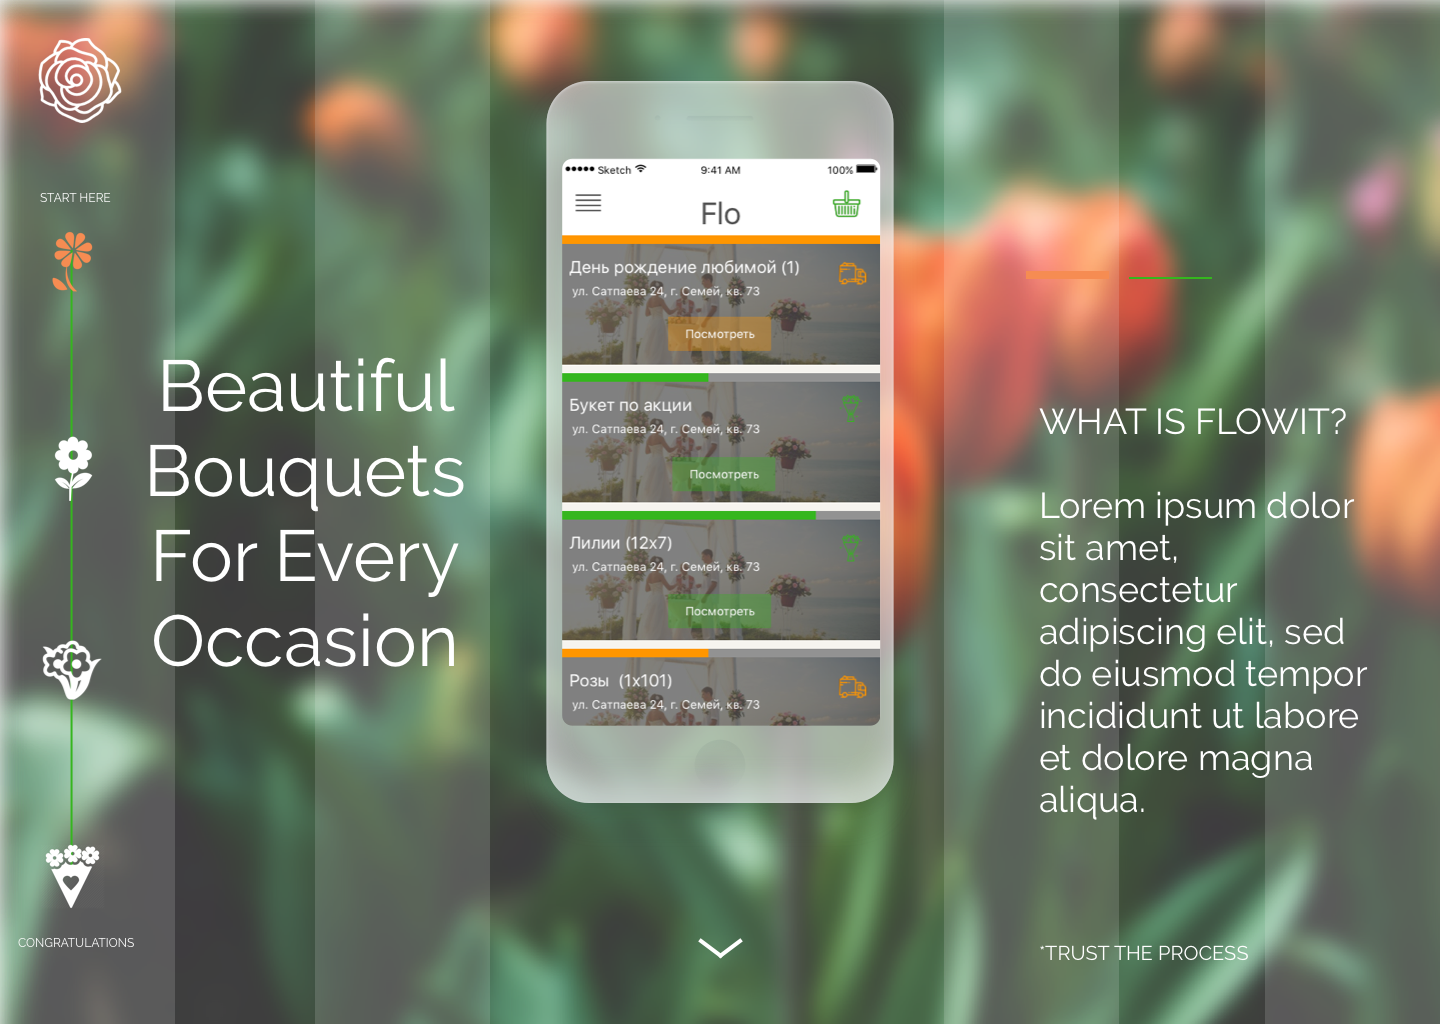 START HERE
CONGRATULATIONS
Beautiful
Bouquets
For Every
Occasion
Sketch 9:41 AM 100%
Flo
День рождение любимой (1)
ул. Сатпаева 24, г. Семей, кв. 73
Посмотреть
Букет по акции
ул. Сатпаева 24, г. Семей, кв. 73
Посмотреть
Лилии (12x7)
ул. Сатпаева 24, г. Семей, кв. 73
Посмотреть
Розы (1x101)
ул. Сатпаева 24, г. Семей, кв. 73
WHAT IS FLOWIT?
Lorem ipsum dolor
sit amet,
consectetur
adipiscing elit, sed
do eiusmod tempor
incididunt ut labore
et dolore magna
aliqua.
*TRUST THE PROCESS